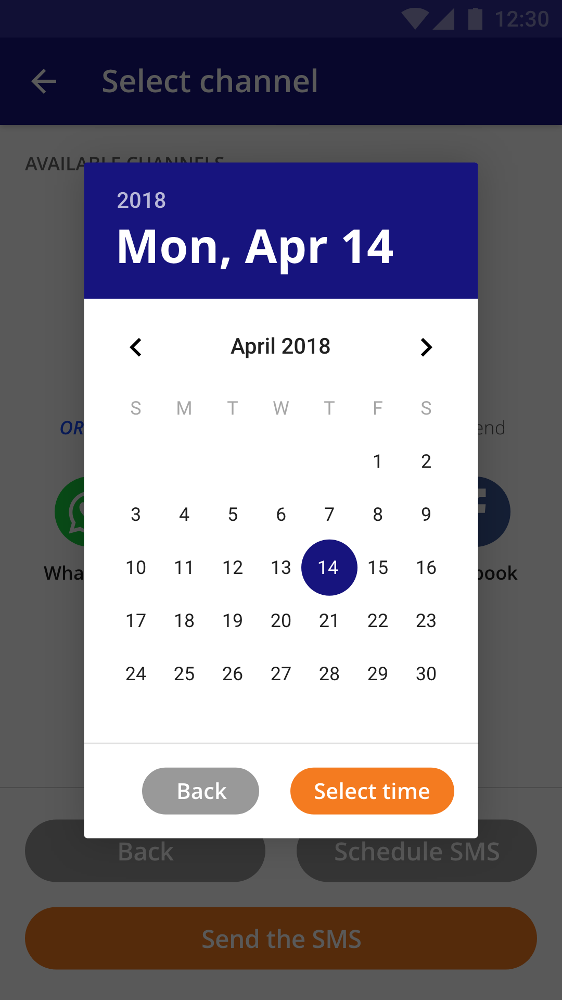 12:30
Select channel
AVAILABLE CHANNELS
2018
Mon, Apr 14
April 2018
S M T W T F S
OR
end
1 2
3 4 5 6 7 8 9
10 11 12 13 14 15 16
Wha
book
17 18 19 20 21 22 23
24 25 26 27 28 29 30
Back Select time
Back Schedule SMS
Send the SMS